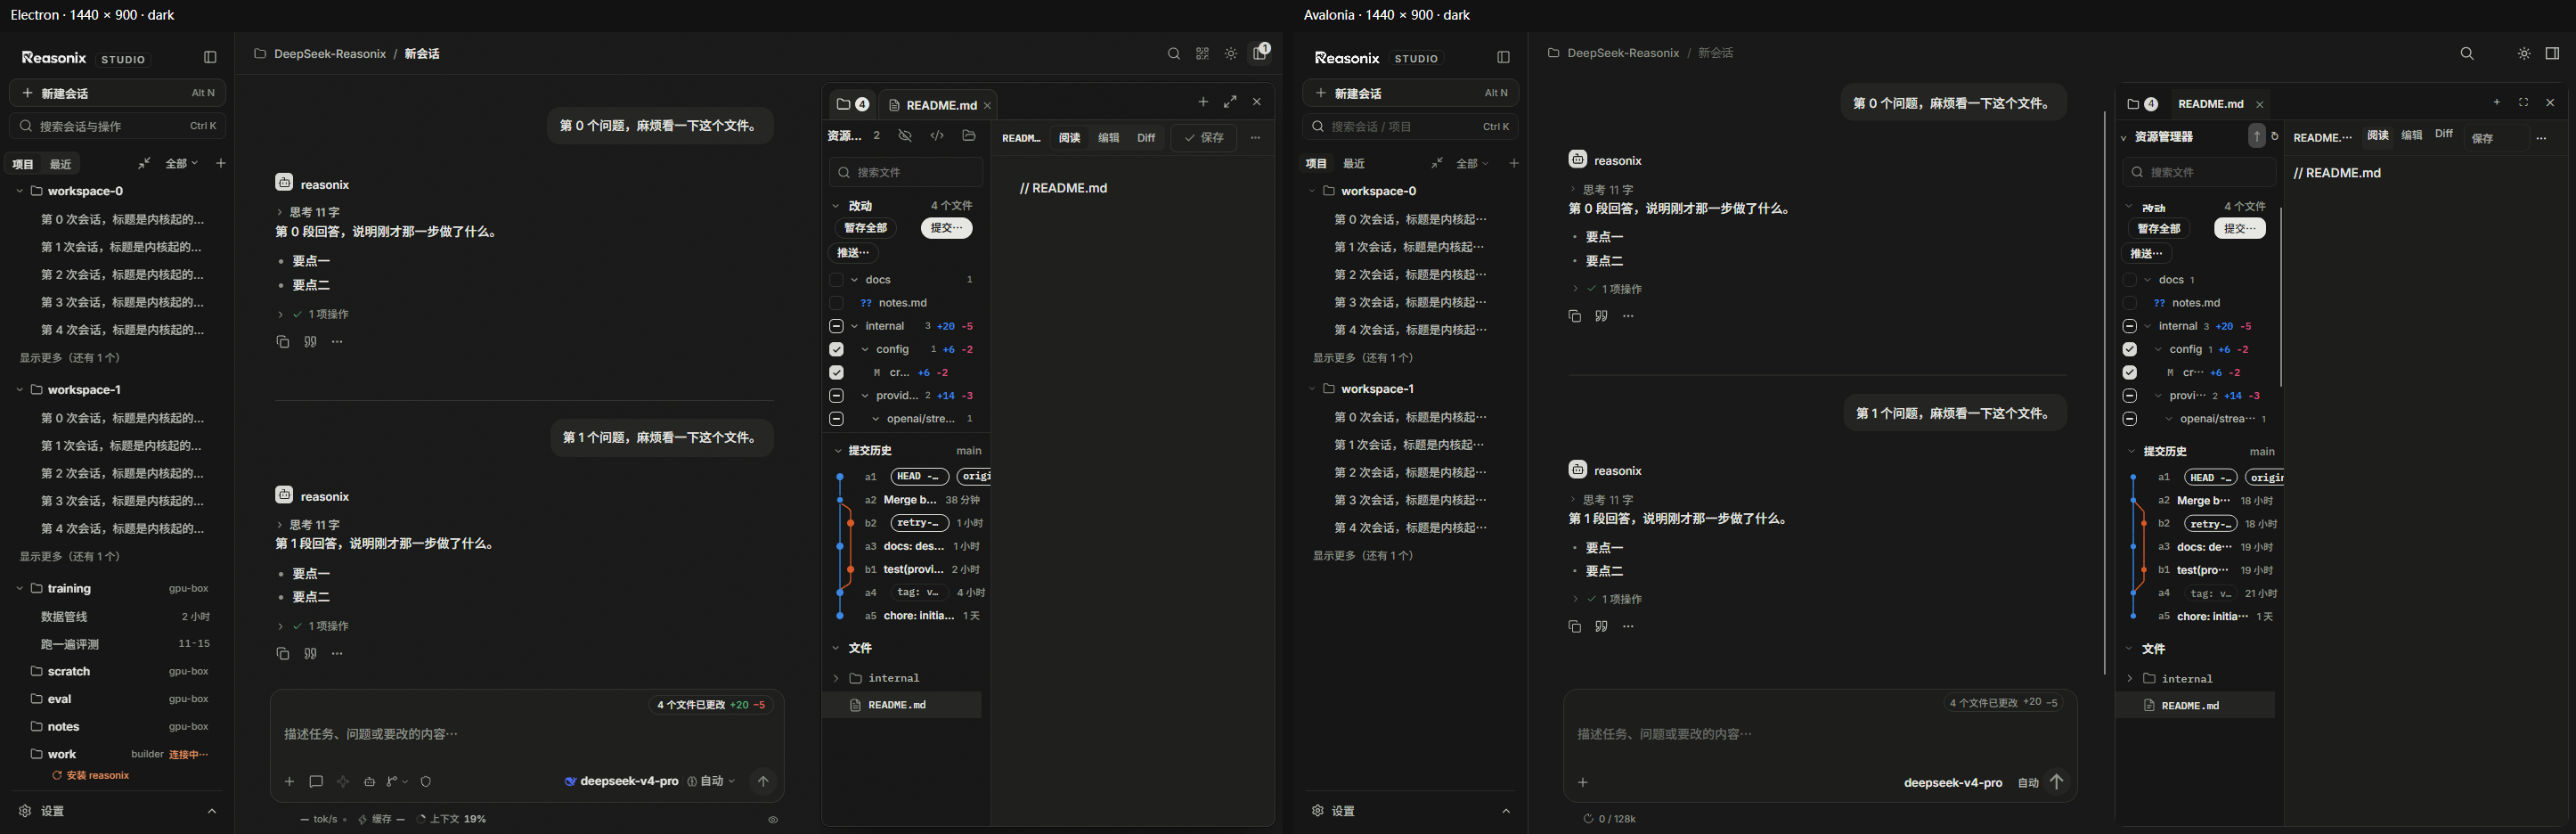 Electron · 1440 × 900 · dark
Reasonix STUDIO
新建会话 Alt N
搜索会话与操作 Ctrl K
项目 最近 全部
workspace-0
第 0 次会话，标题是内核起的...
第 1 次会话，标题是内核起的...
第 2 次会话，标题是内核起的...
第 3 次会话，标题是内核起的...
第 4 次会话，标题是内核起的...
显示更多（还有 1 个）
workspace-1
第 0 次会话，标题是内核起的...
第 1 次会话，标题是内核起的...
第 2 次会话，标题是内核起的...
第 3 次会话，标题是内核起的...
第 4 次会话，标题是内核起的...
显示更多（还有 1 个）
training gpu-box
数据管线 2 小时
跑一遍评测 11-15
scratch gpu-box
eval gpu-box
notes gpu-box
work builder 连接中…
安装 reasonix
设置
DeepSeek-Reasonix / 新会话
1
第 0 个问题，麻烦看一下这个文件。
reasonix
思考 11 字
第 0 段回答，说明刚才那一步做了什么。
• 要点一
• 要点二
1 项操作
第 1 个问题，麻烦看一下这个文件。
reasonix
思考 11 字
第 1 段回答，说明刚才那一步做了什么。
• 要点一
• 要点二
1 项操作
4 个文件已更改 +20 −5
描述任务、问题或要改的内容…
deepseek-v4-pro 自动
— tok/s • 缓存 — 上下文 19%
4 README.md
资源... 2
搜索文件
改动 4 个文件
暂存全部 提交…
推送…
docs 1
?? notes.md
internal 3 +20 -5
config 1 +6 -2
M cr... +6 -2
provid... 2 +14 -3
openai/strea... 1
提交历史 main
a1 HEAD -… origi
a2 Merge b... 38 分钟
b2 retry-… 1 小时
a3 docs: des... 1 小时
b1 test(provi... 2 小时
a4 tag: v… 4 小时
a5 chore: initia... 1 天
文件
internal
README.md
READM... 阅读 编辑 Diff 保存
// README.md
Avalonia · 1440 × 900 · dark
Reasonix STUDIO
新建会话 Alt N
搜索会话 / 项目 Ctrl K
项目 最近 全部
workspace-0
第 0 次会话，标题是内核起…
第 1 次会话，标题是内核起…
第 2 次会话，标题是内核起…
第 3 次会话，标题是内核起…
第 4 次会话，标题是内核起…
显示更多（还有 1 个）
workspace-1
第 0 次会话，标题是内核起…
第 1 次会话，标题是内核起…
第 2 次会话，标题是内核起…
第 3 次会话，标题是内核起…
第 4 次会话，标题是内核起…
显示更多（还有 1 个）
设置
DeepSeek-Reasonix / 新会话
第 0 个问题，麻烦看一下这个文件。
reasonix
思考 11 字
第 0 段回答，说明刚才那一步做了什么。
• 要点一
• 要点二
1 项操作
第 1 个问题，麻烦看一下这个文件。
reasonix
思考 11 字
第 1 段回答，说明刚才那一步做了什么。
• 要点一
• 要点二
1 项操作
4 个文件已更改 +20 −5
描述任务、问题或要改的内容…
deepseek-v4-pro 自动
0 / 128k
4 README.md
资源管理器
搜索文件
改动 4 个文件
暂存全部 提交…
推送…
docs 1
?? notes.md
internal 3 +20 -5
config 1 +6 -2
M cr… +6 -2
provi… 2 +14 -3
openai/strea… 1
提交历史 main
a1 HEAD -… origin
a2 Merge b… 18 小时
b2 retry-… 18 小时
a3 docs: de… 19 小时
b1 test(pro… 19 小时
a4 tag: v… 21 小时
a5 chore: initia… 1 天
文件
internal
README.md
README.… 阅读 编辑 Diff 保存
// README.md